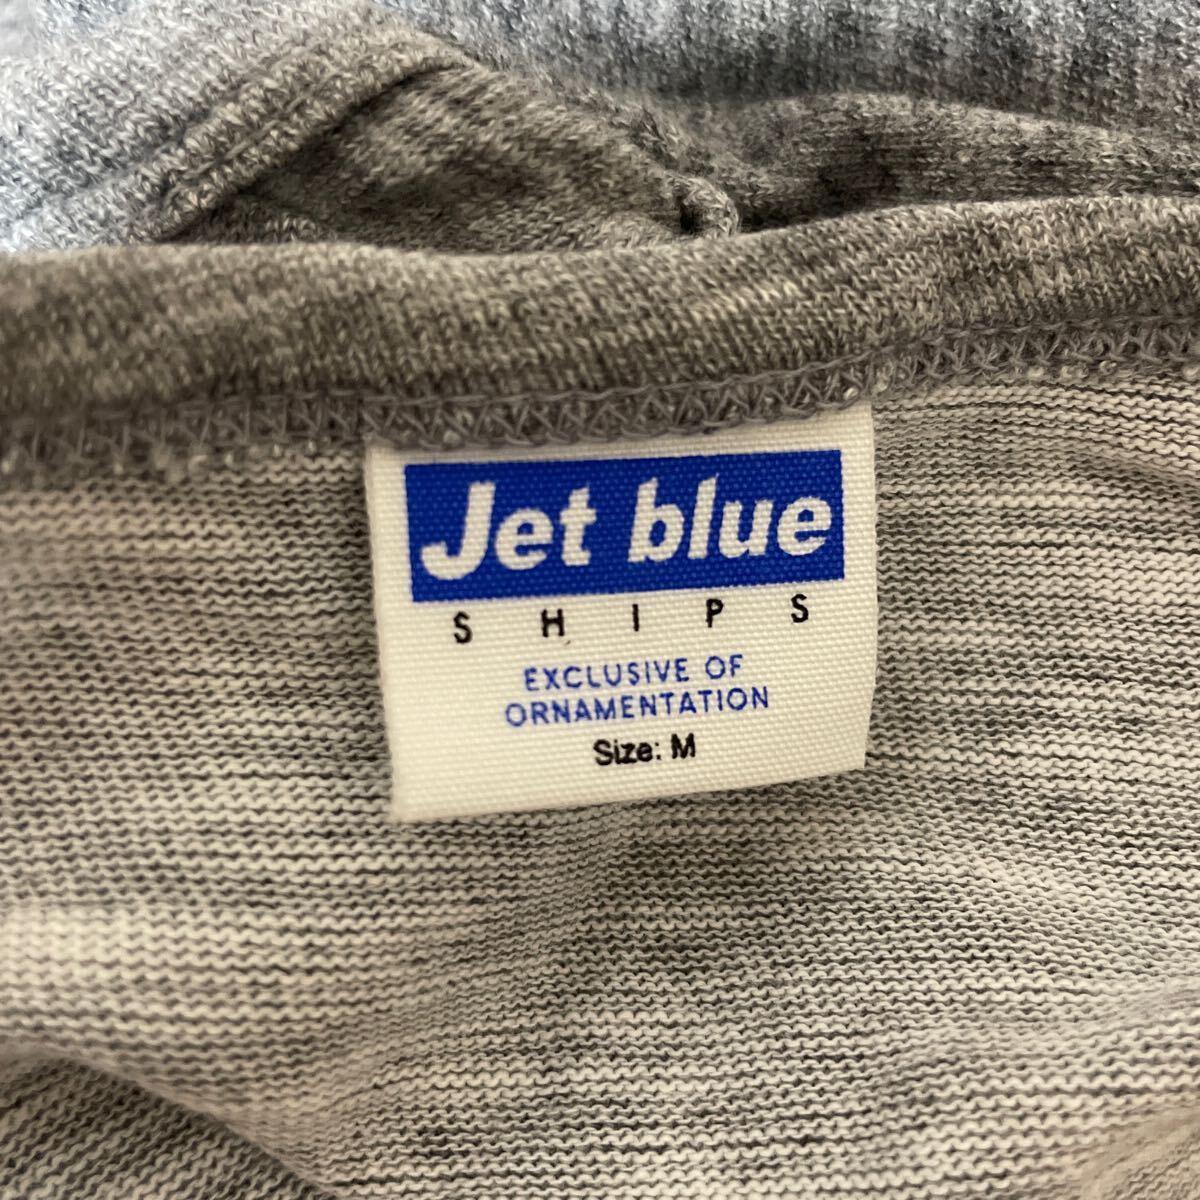 Jet blue
SHIPS
EXCLUSIVE OF
ORNAMENTATION
Size: M